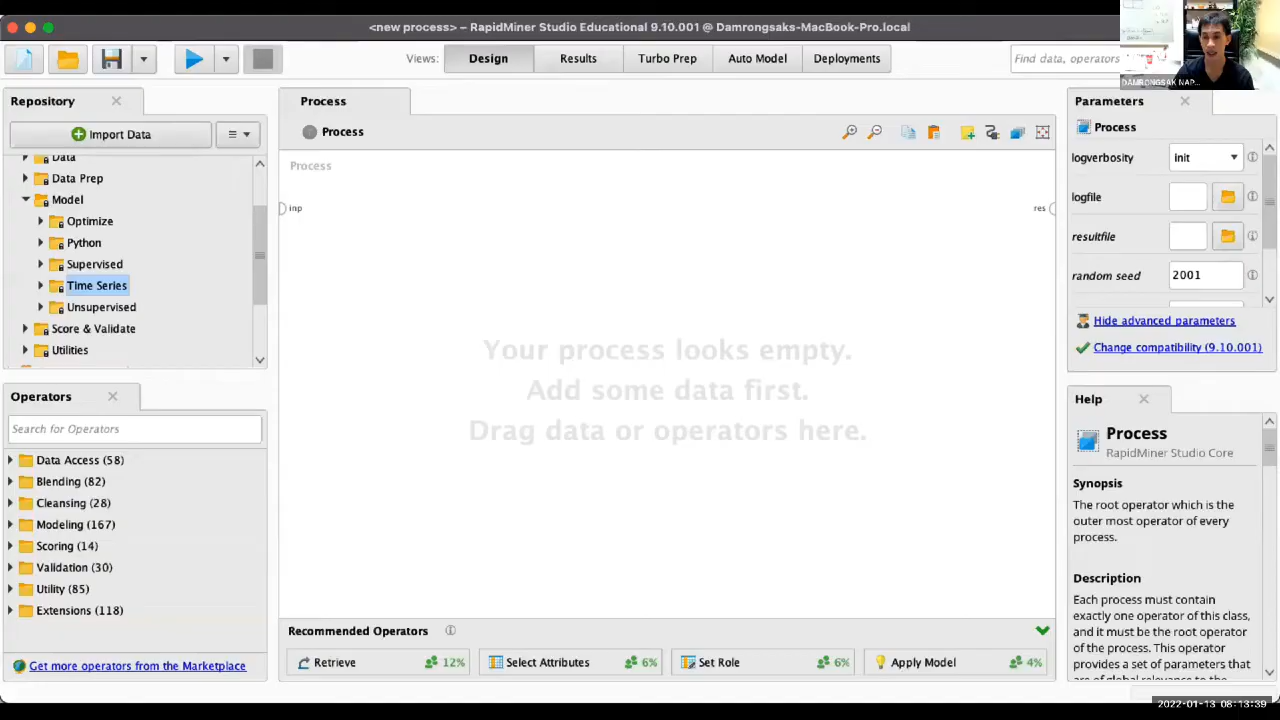 <new process> – RapidMiner Studio Educational 9.10.001 @ Damrongsaks-MacBook-Pro.local
Views:
Design
Results
Turbo Prep
Auto Model
Deployments
Find data, operators
DAMRONGSAK NAP...
Repository
Import Data
Data
Data Prep
Model
Optimize
Python
Supervised
Time Series
Unsupervised
Score & Validate
Utilities
Operators
Search for Operators
Data Access (58)
Blending (82)
Cleansing (28)
Modeling (167)
Scoring (14)
Validation (30)
Utility (85)
Extensions (118)
Get more operators from the Marketplace
Process
Process
Process
inp
res
Your process looks empty.
Add some data first.
Drag data or operators here.
Recommended Operators
Retrieve
12%
Select Attributes
6%
Set Role
6%
Apply Model
4%
Parameters
Process
logverbosity
init
logfile
resultfile
random seed
2001
Hide advanced parameters
Change compatibility (9.10.001)
Help
Process
RapidMiner Studio Core
Synopsis
The root operator which is the
outer most operator of every
process.
Description
Each process must contain
exactly one operator of this class,
and it must be the root operator
of the process. This operator
provides a set of parameters that
are of global relevance to the
2022-01-13 08:13:39